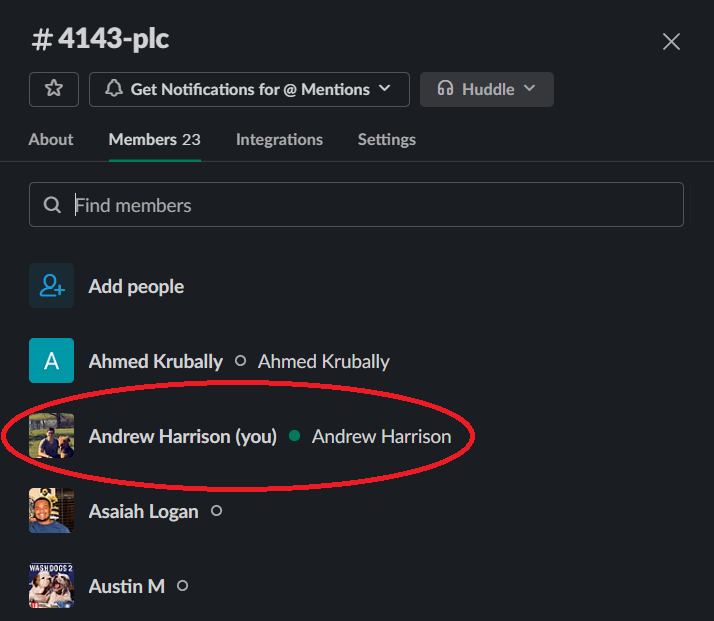 # 4143-plc
Get Notifications for @ Mentions
Huddle
About Members 23 Integrations Settings
Find members
Add people
A Ahmed Krubally Ahmed Krubally
Andrew Harrison (you) Andrew Harrison
Asaiah Logan
WASH DOGS 2
Austin M